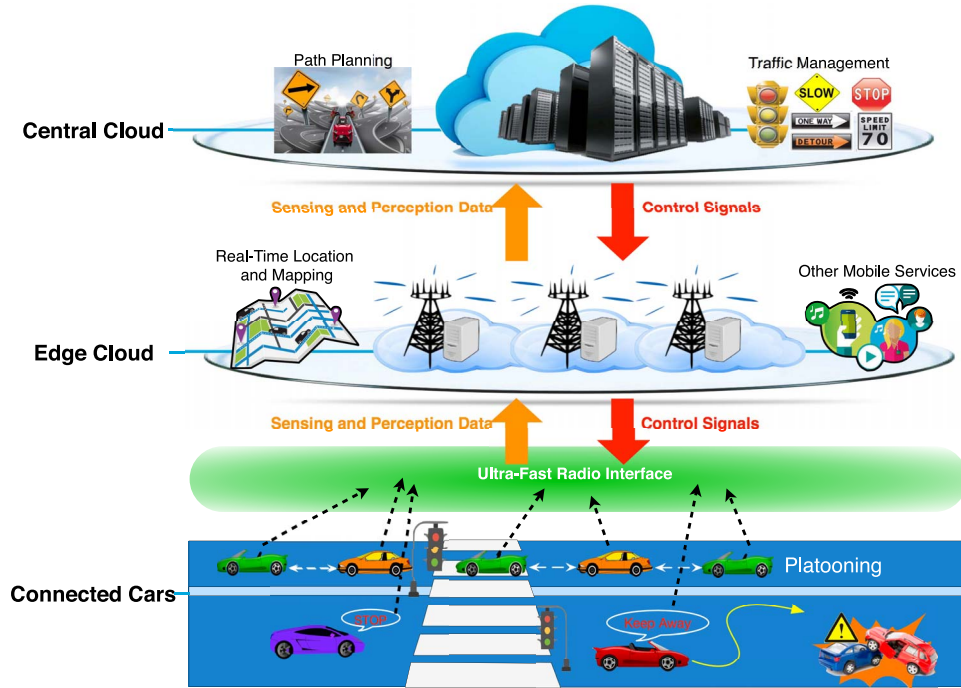 Path Planning
Traffic Management
SLOW
STOP
ONE WAY
SPEED
LIMIT
70
DETOUR
Central Cloud
Sensing and Perception Data
Control Signals
Real-Time Location
and Mapping
Other Mobile Services
Edge Cloud
Sensing and Perception Data
Control Signals
Ultra-Fast Radio Interface
Platooning
Connected Cars
STOP
Keep Away